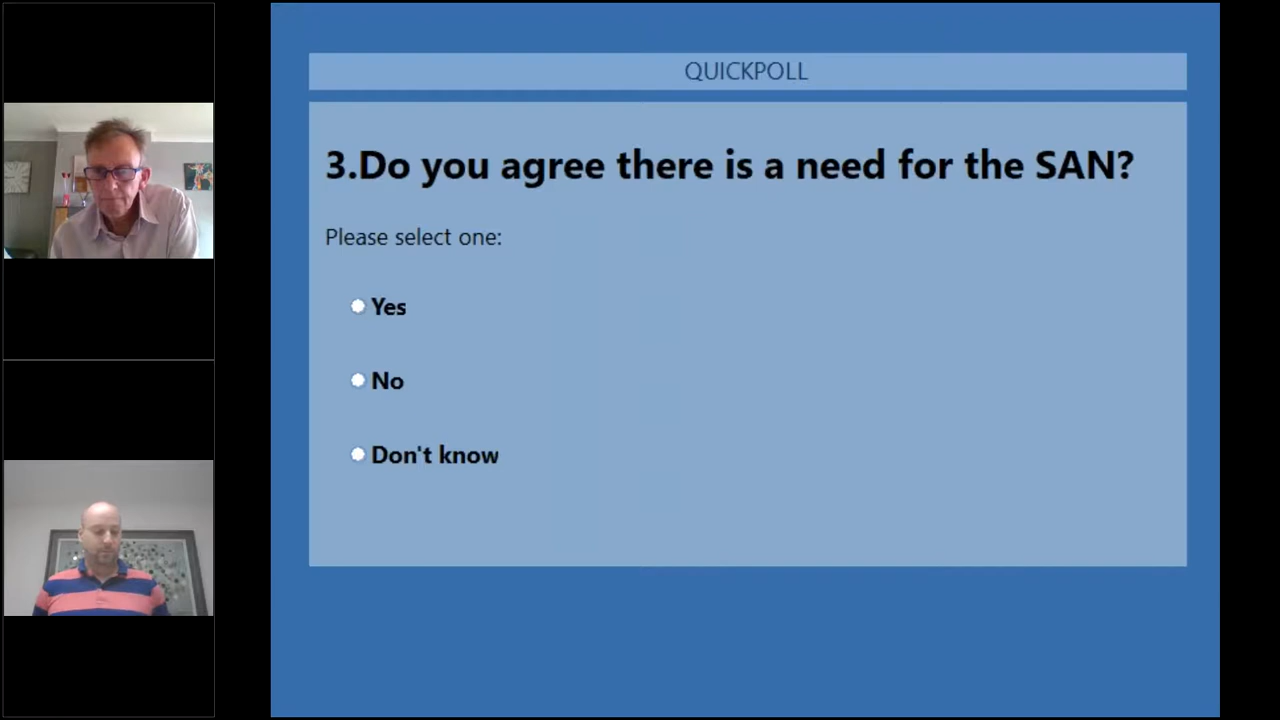 QUICKPOLL
3.Do you agree there is a need for the SAN?
Please select one:
Yes
No
Don't know